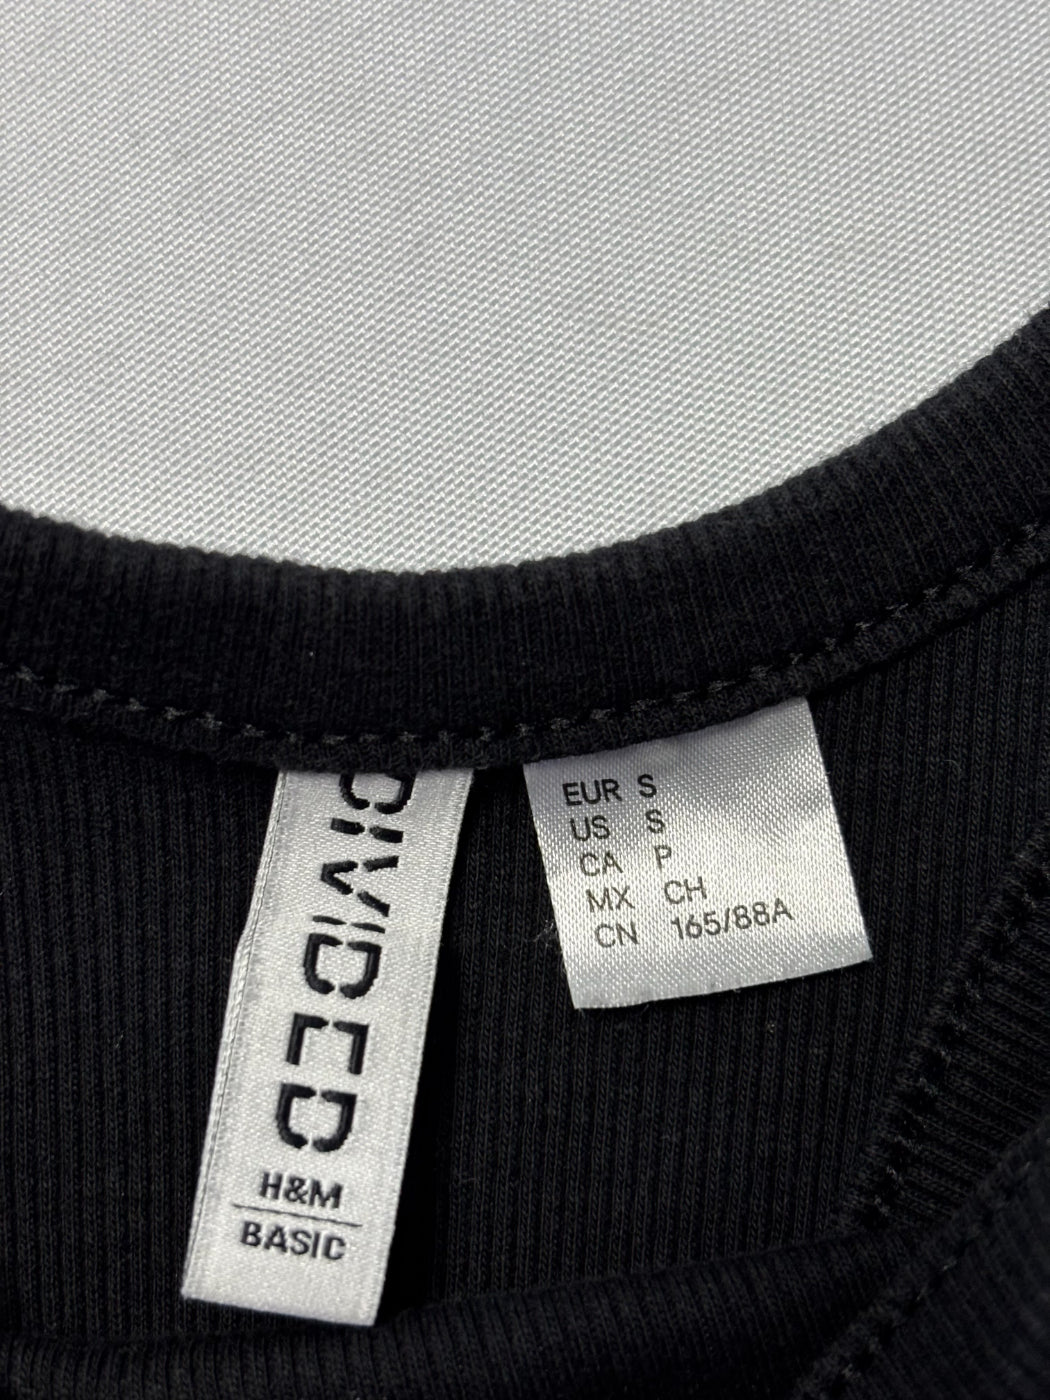 DIVIDED
H&M
BASIC
EUR S
US S
CA P
MX CH
CN 165/88A